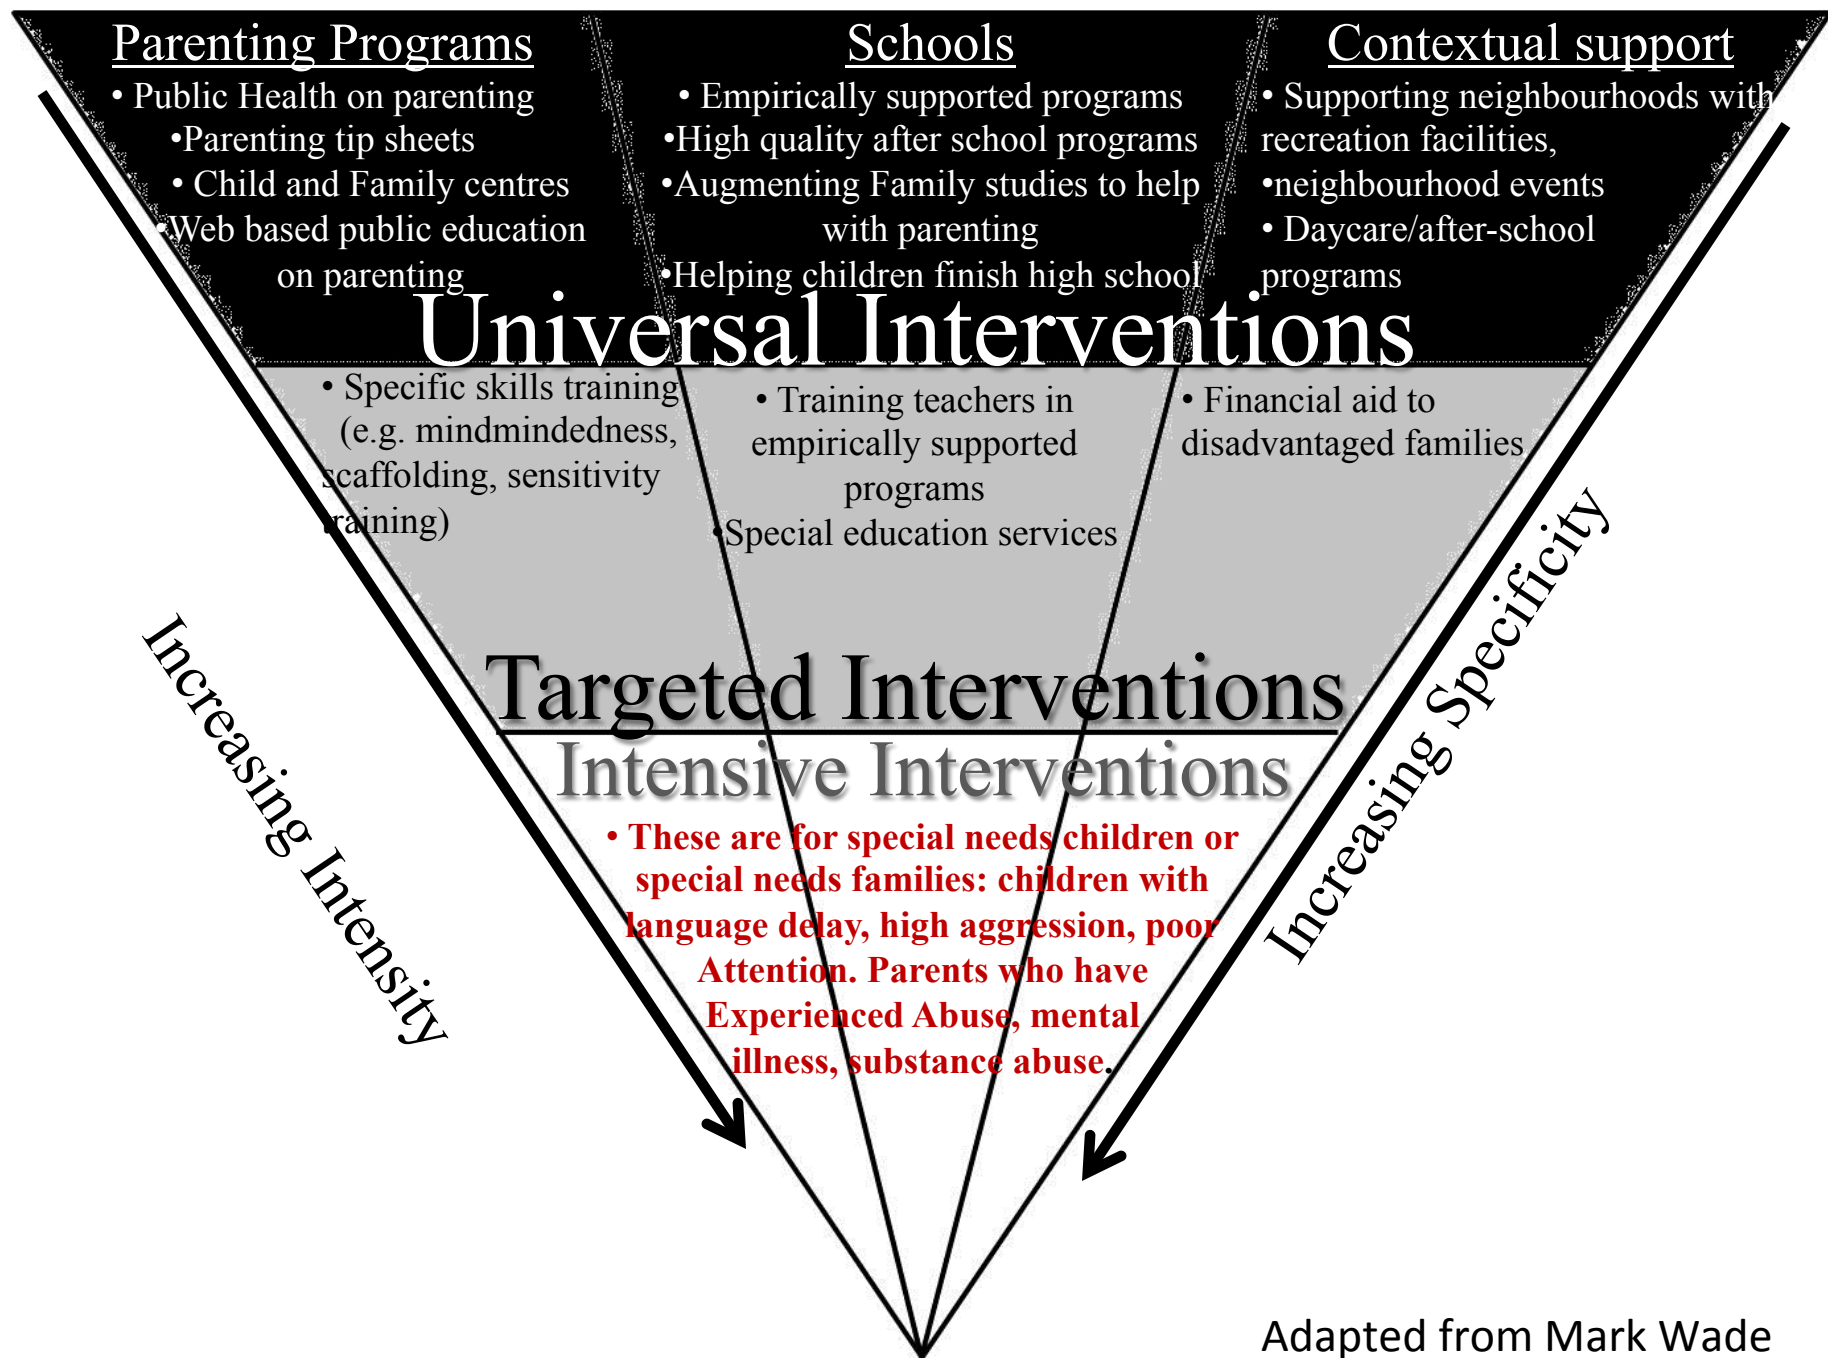 Parenting Programs
• Public Health on parenting
•Parenting tip sheets
• Child and Family centres
•Web based public education
on parenting
Schools
• Empirically supported programs
•High quality after school programs
•Augmenting Family studies to help
with parenting
•Helping children finish high school
Contextual support
• Supporting neighbourhoods with
recreation facilities,
•neighbourhood events
• Daycare/after-school
programs
Universal Interventions
• Specific skills training
(e.g. mindmindedness,
scaffolding, sensitivity
training)
• Training teachers in
empirically supported
programs
•Special education services
• Financial aid to
disadvantaged families
Targeted Interventions
Intensive Interventions
• These are for special needs children or
special needs families: children with
language delay, high aggression, poor
Attention. Parents who have
Experienced Abuse, mental
illness, substance abuse.
Increasing Intensity
Increasing Specificity
Adapted from Mark Wade